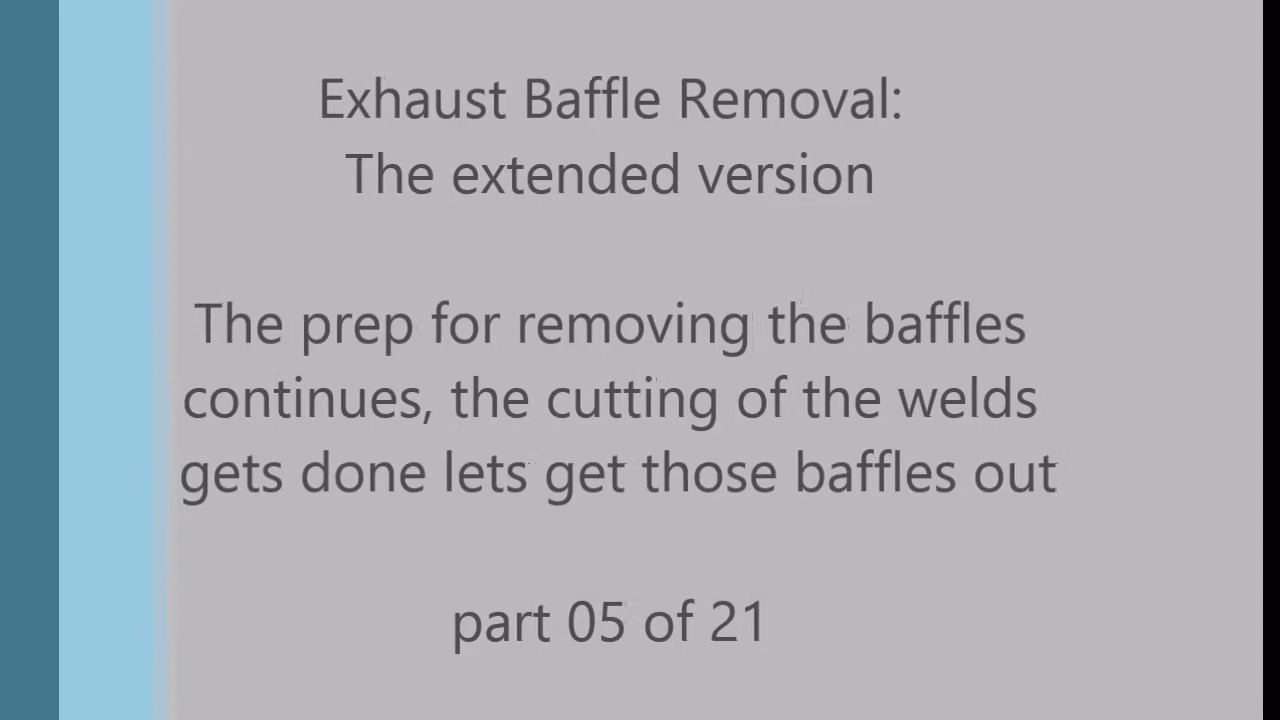 Exhaust Baffle Removal:
The extended version
The prep for removing the baffles
continues, the cutting of the welds
gets done lets get those baffles out
part 05 of 21